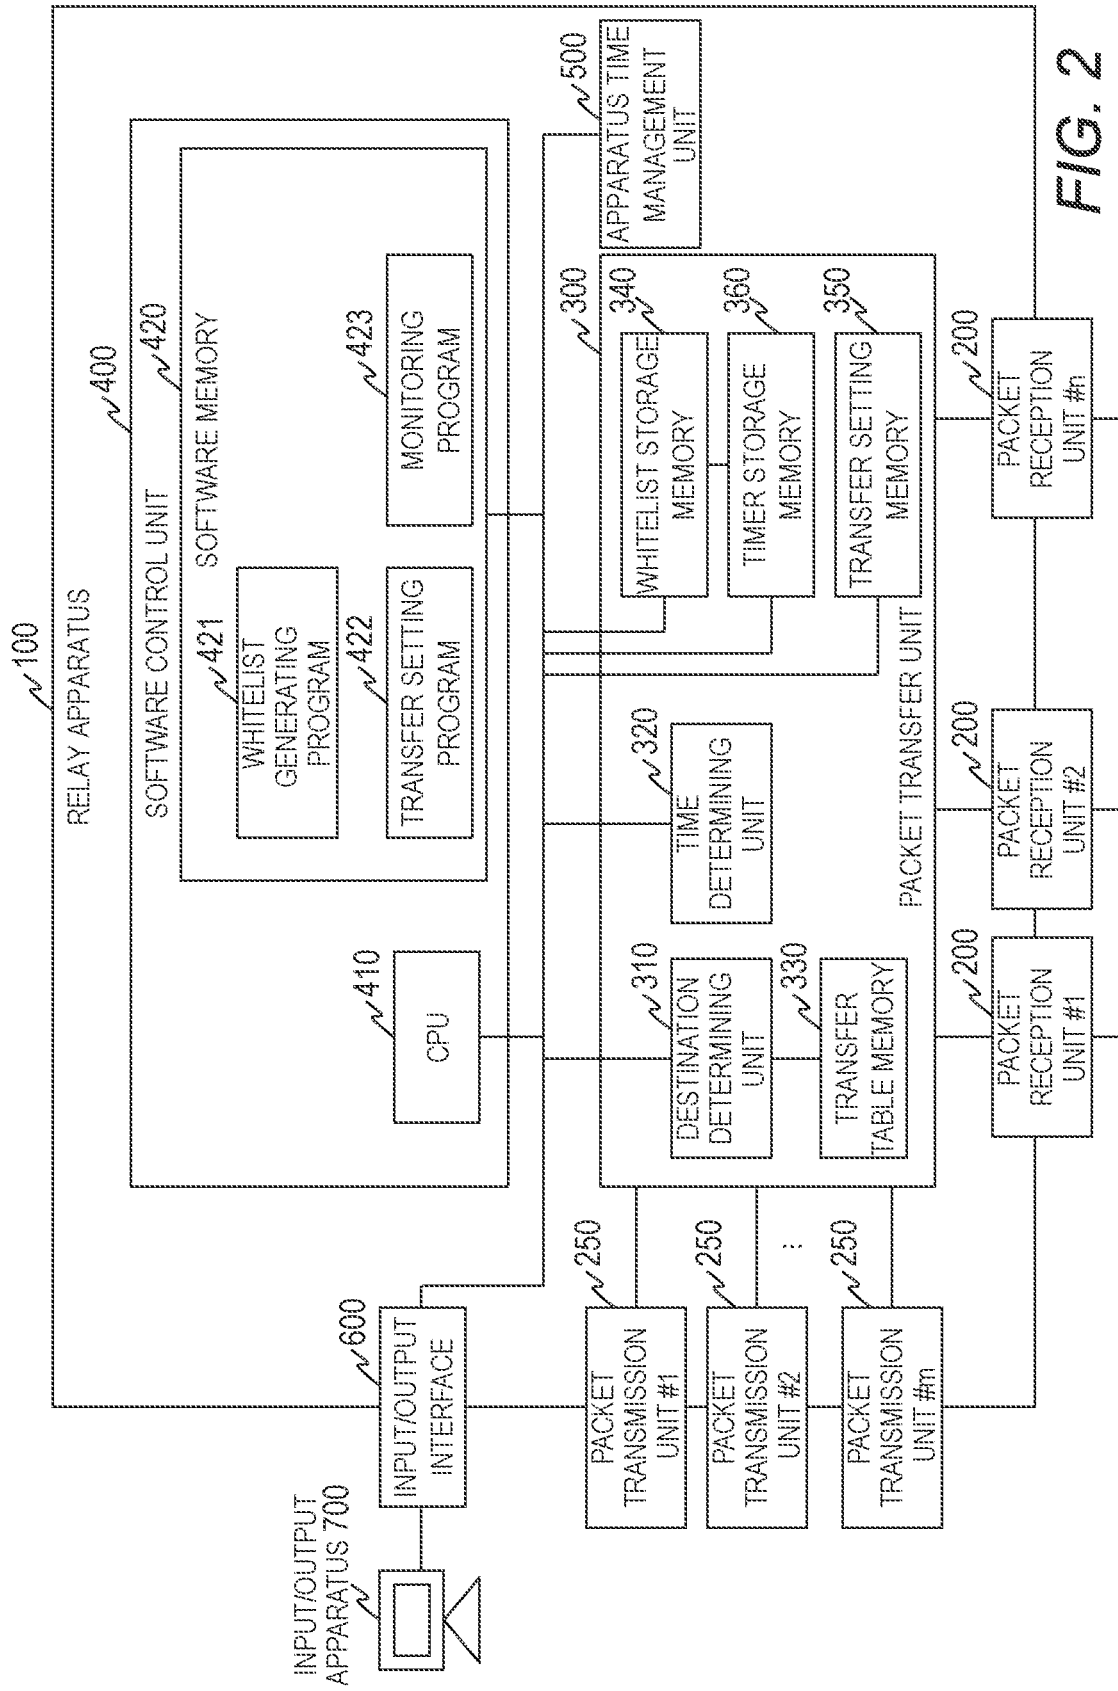 100
RELAY APPARATUS
400
SOFTWARE CONTROL UNIT
420
SOFTWARE MEMORY
421
WHITELIST
GENERATING
PROGRAM
422
TRANSFER SETTING
PROGRAM
423
MONITORING
PROGRAM
410
CPU
500
APPARATUS TIME
MANAGEMENT
UNIT
600
INPUT/OUTPUT
INTERFACE
INPUT/OUTPUT
APPARATUS 700
300
PACKET TRANSFER UNIT
310
DESTINATION
DETERMINING
UNIT
320
TIME
DETERMINING
UNIT
330
TRANSFER
TABLE MEMORY
340
WHITELIST STORAGE
MEMORY
360
TIMER STORAGE
MEMORY
350
TRANSFER SETTING
MEMORY
250
PACKET
TRANSMISSION
UNIT #1
250
PACKET
TRANSMISSION
UNIT #2
...
250
PACKET
TRANSMISSION
UNIT #m
200
PACKET
RECEPTION
UNIT #1
200
PACKET
RECEPTION
UNIT #2
200
PACKET
RECEPTION
UNIT #n
FIG. 2